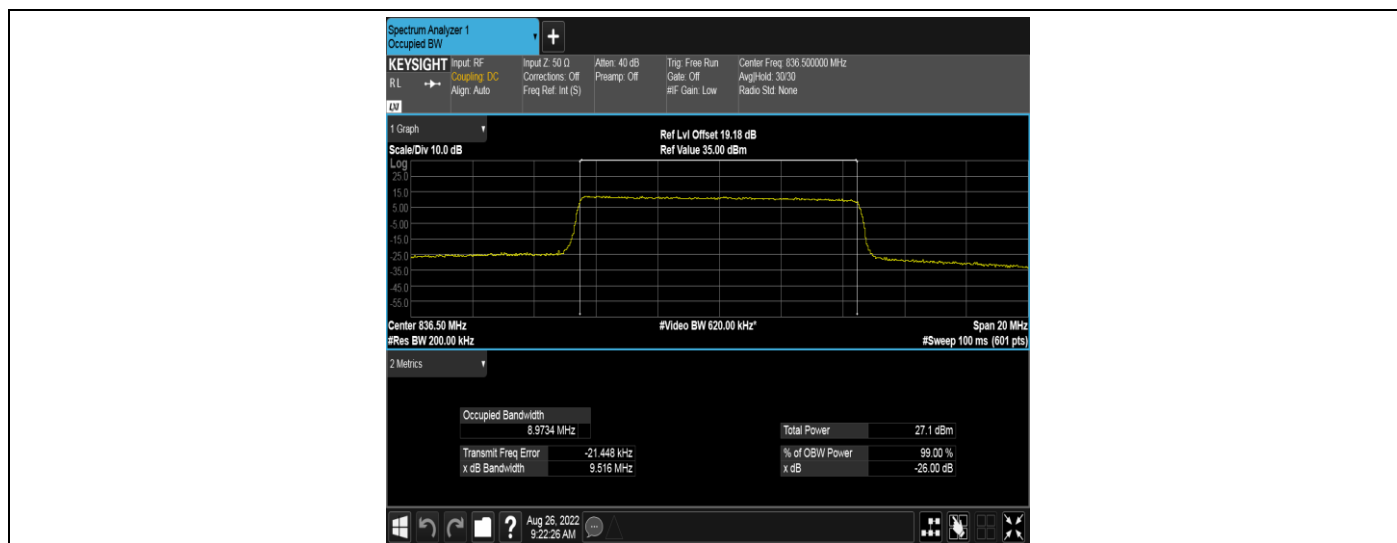 Spectrum Analyzer 1
Occupied BW
+
KEYSIGHT Input: RF Input Z: 50 Ω Atten: 40 dB Trig: Free Run Center Freq: 836.500000 MHz
RL Coupling: DC Corrections: Off Preamp: Off Gate: Off Avg|Hold: 30/30
Align: Auto Freq Ref: Int (S) #IF Gain: Low Radio Std: None
LXI
1 Graph
Ref Lvl Offset 19.18 dB
Scale/Div 10.0 dB Ref Value 35.00 dBm
Log
25.0
15.0
5.00
-5.00
-15.0
-25.0
-35.0
-45.0
-55.0
Center 836.50 MHz #Video BW 620.00 kHz* Span 20 MHz
#Res BW 200.00 kHz #Sweep 100 ms (601 pts)
2 Metrics
Occupied Bandwidth
8.9734 MHz Total Power 27.1 dBm
Transmit Freq Error -21.448 kHz % of OBW Power 99.00 %
x dB Bandwidth 9.516 MHz x dB -26.00 dB
? Aug 26, 2022
9:22:26 AM